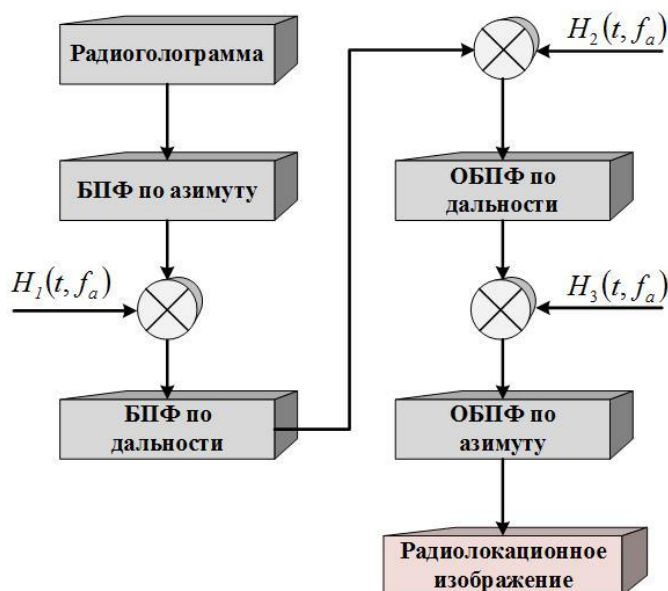 Радиоголограмма
БПФ по азимуту
H₁(t, fₐ)
БПФ по
дальности
H₂(t, fₐ)
ОБПФ по
дальности
H₃(t, fₐ)
ОБПФ по
азимуту
Радиолокационное
изображение